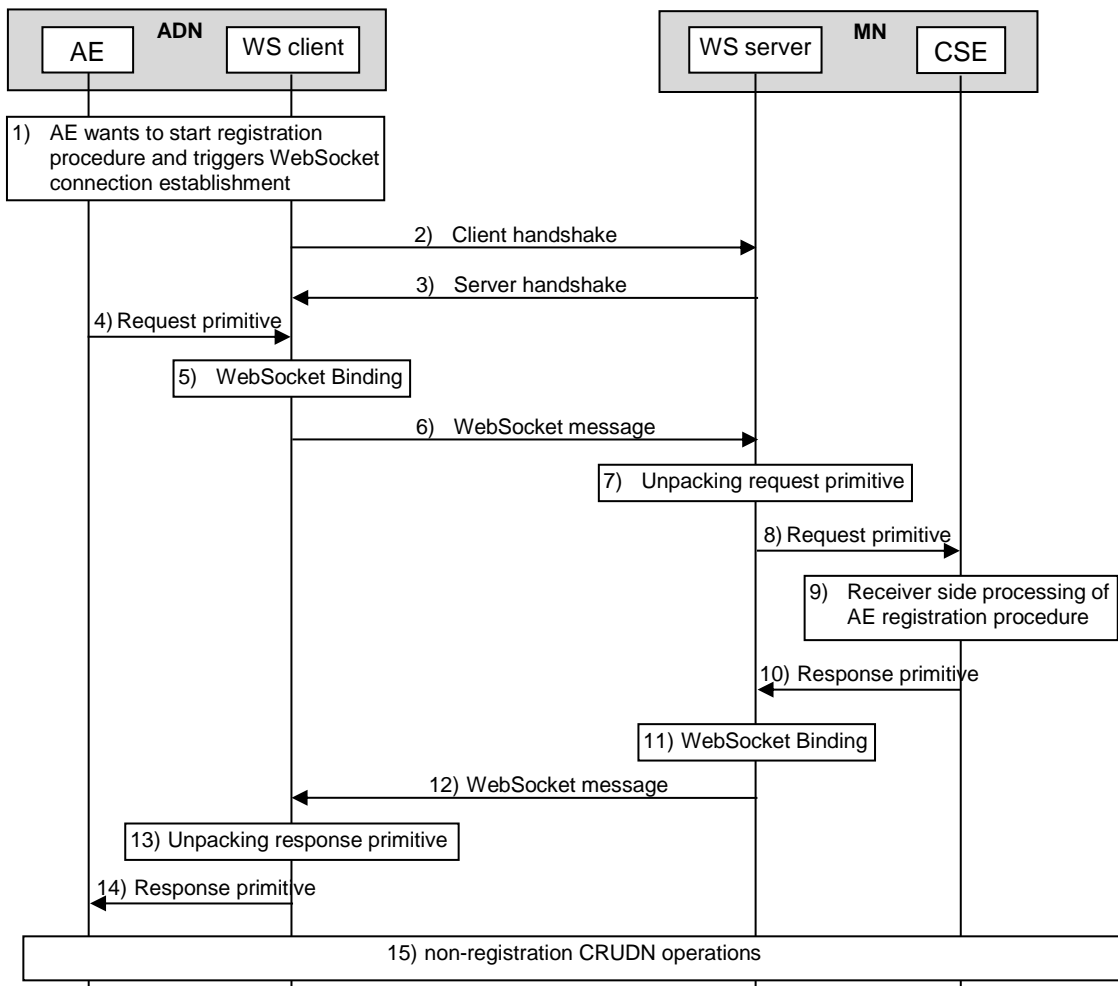 ADN
AE
WS client
MN
WS server
CSE
1) AE wants to start registration
procedure and triggers WebSocket
connection establishment
2) Client handshake
3) Server handshake
4) Request primitive
5) WebSocket Binding
6) WebSocket message
7) Unpacking request primitive
8) Request primitive
9) Receiver side processing of
AE registration procedure
10) Response primitive
11) WebSocket Binding
12) WebSocket message
13) Unpacking response primitive
14) Response primitive
15) non-registration CRUDN operations